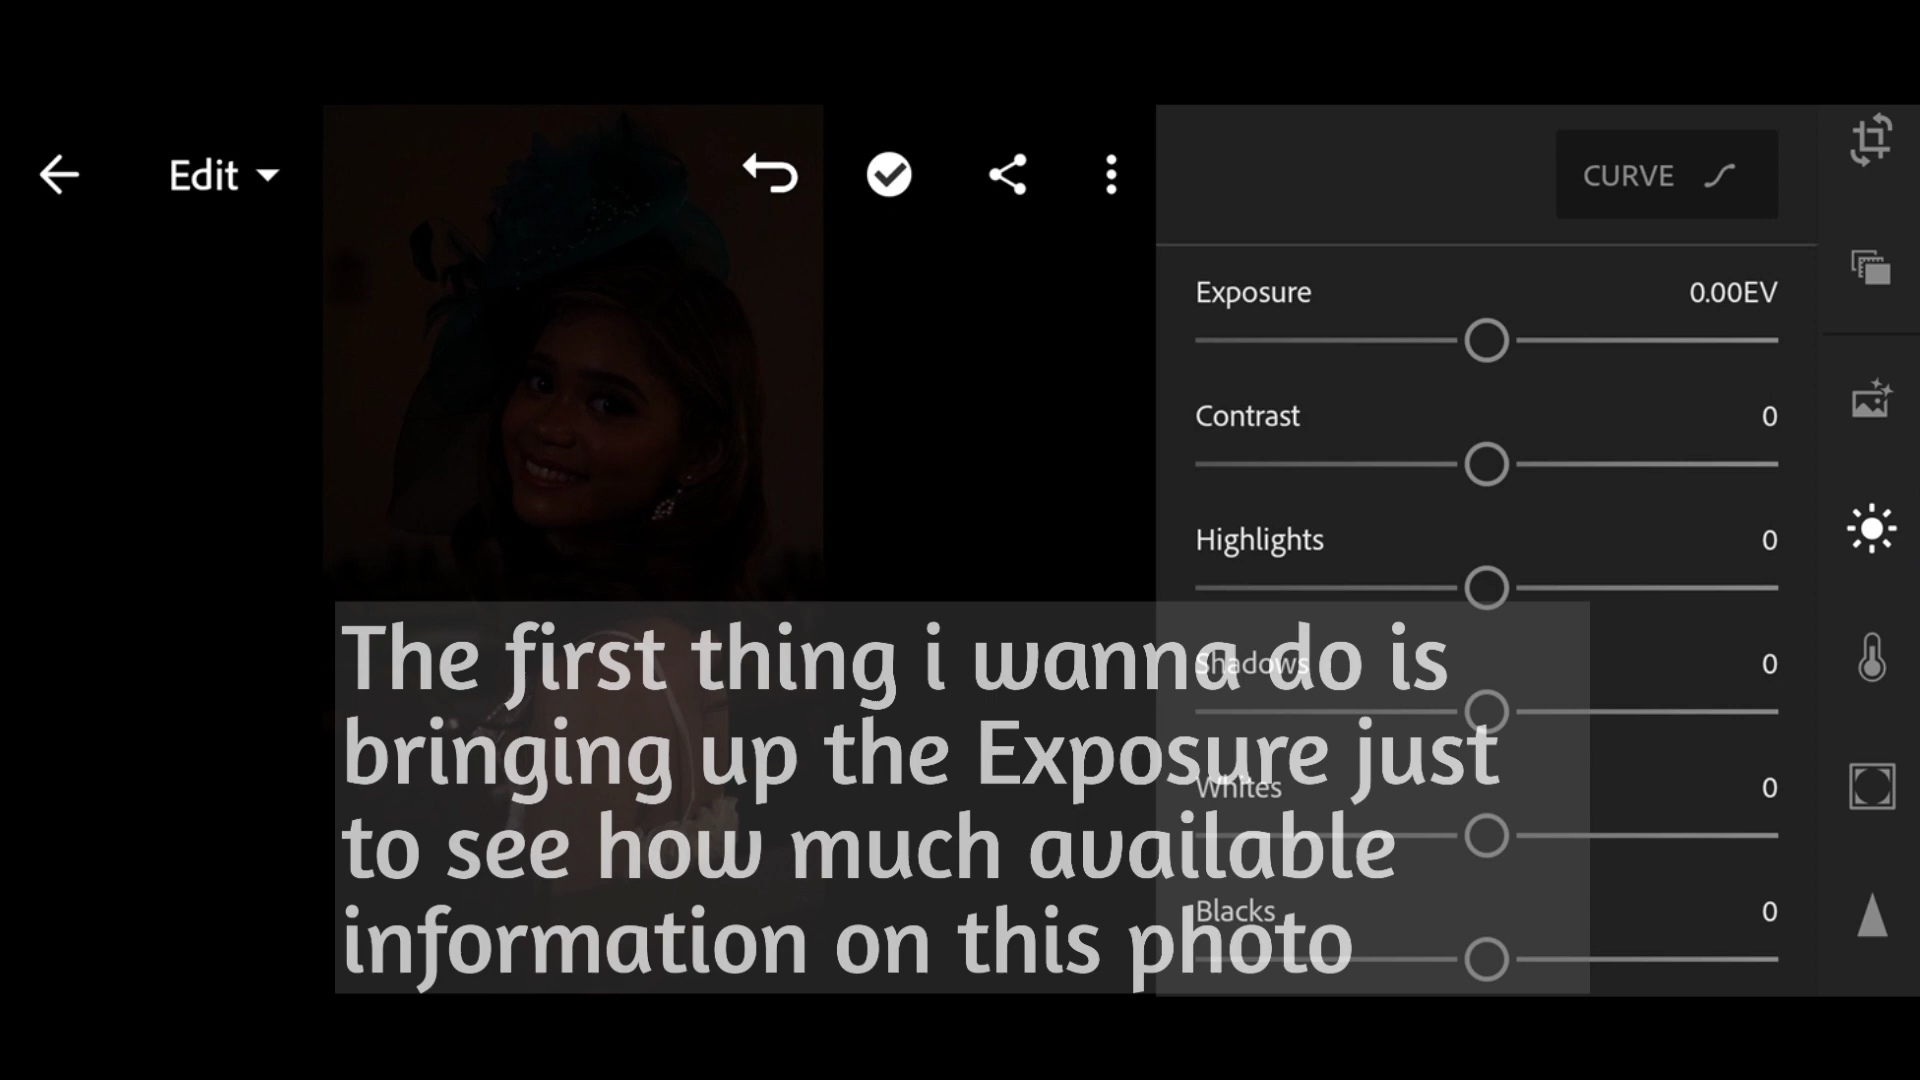 Edit
CURVE
Exposure 0.00EV
Contrast 0
Highlights 0
Shadows 0
Whites 0
Blacks 0
The first thing i wanna do is
bringing up the Exposure just
to see how much available
information on this photo